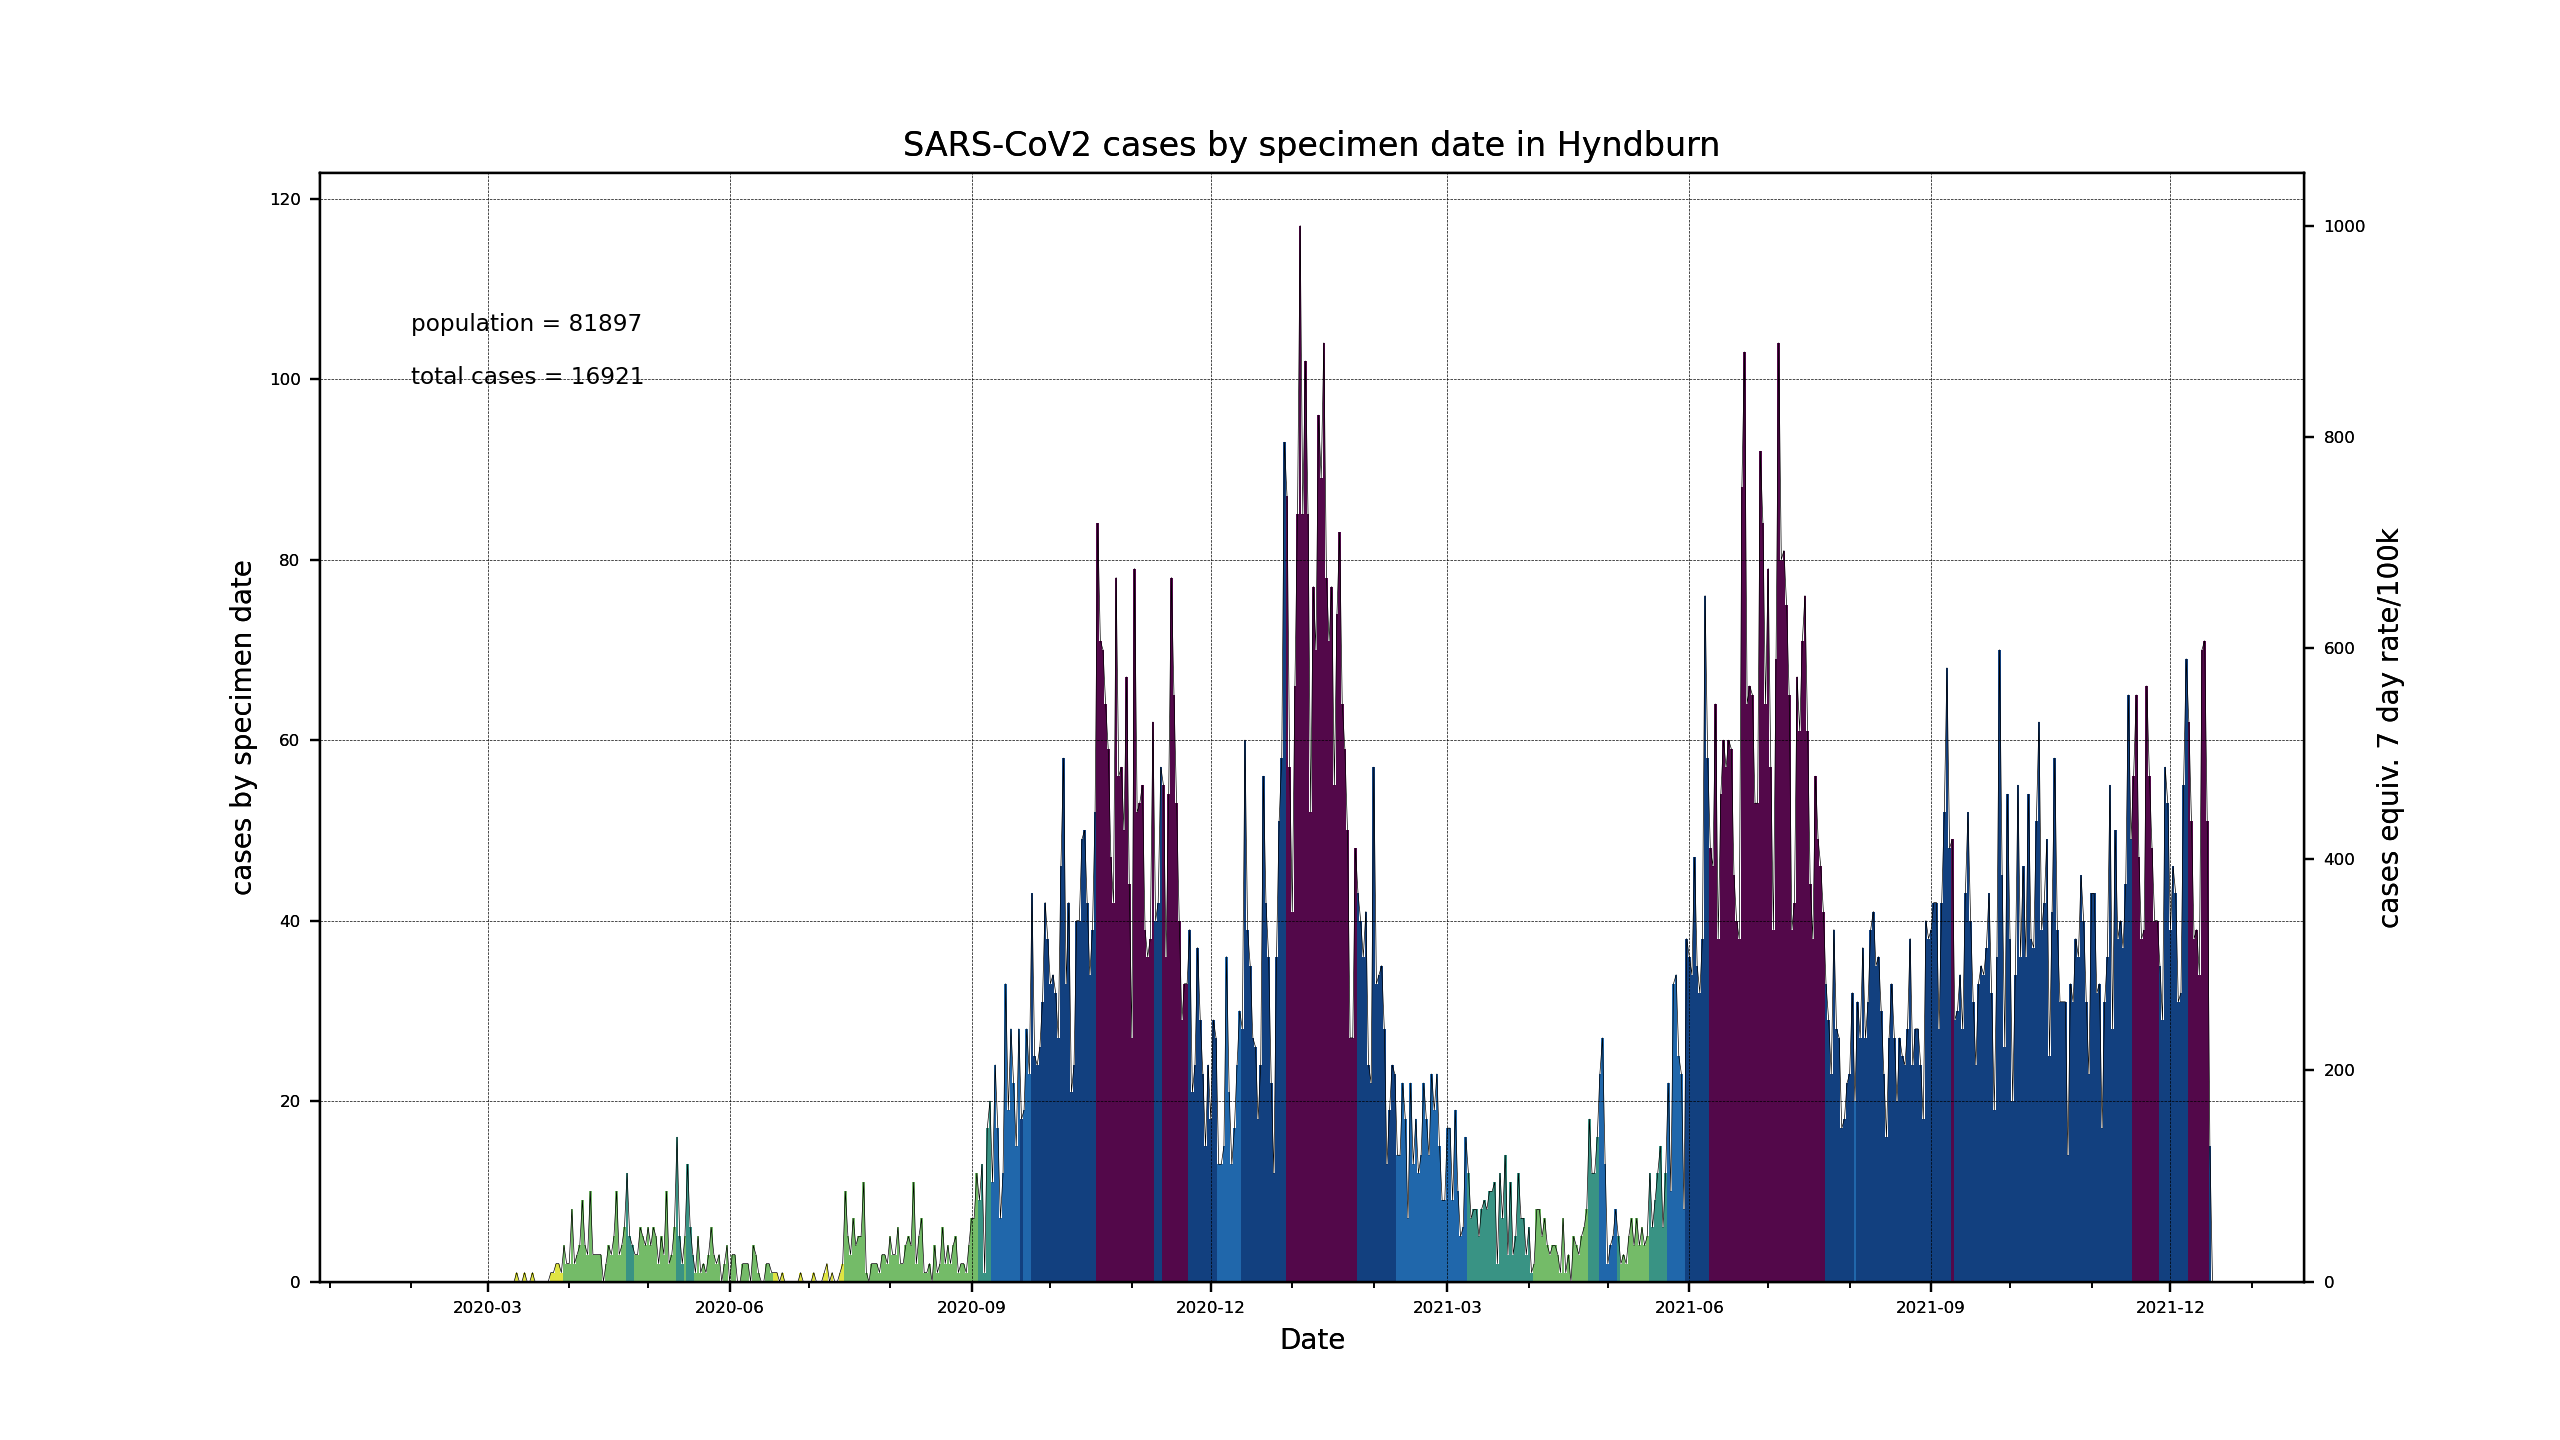 SARS-CoV2 cases by specimen date in Hyndburn
population = 81897
total cases = 16921
cases by specimen date
120
100
80
60
40
20
0
1000
800
600
400
200
0
cases equiv. 7 day rate/100k
2020-03 2020-06 2020-09 2020-12 2021-03 2021-06 2021-09 2021-12
Date